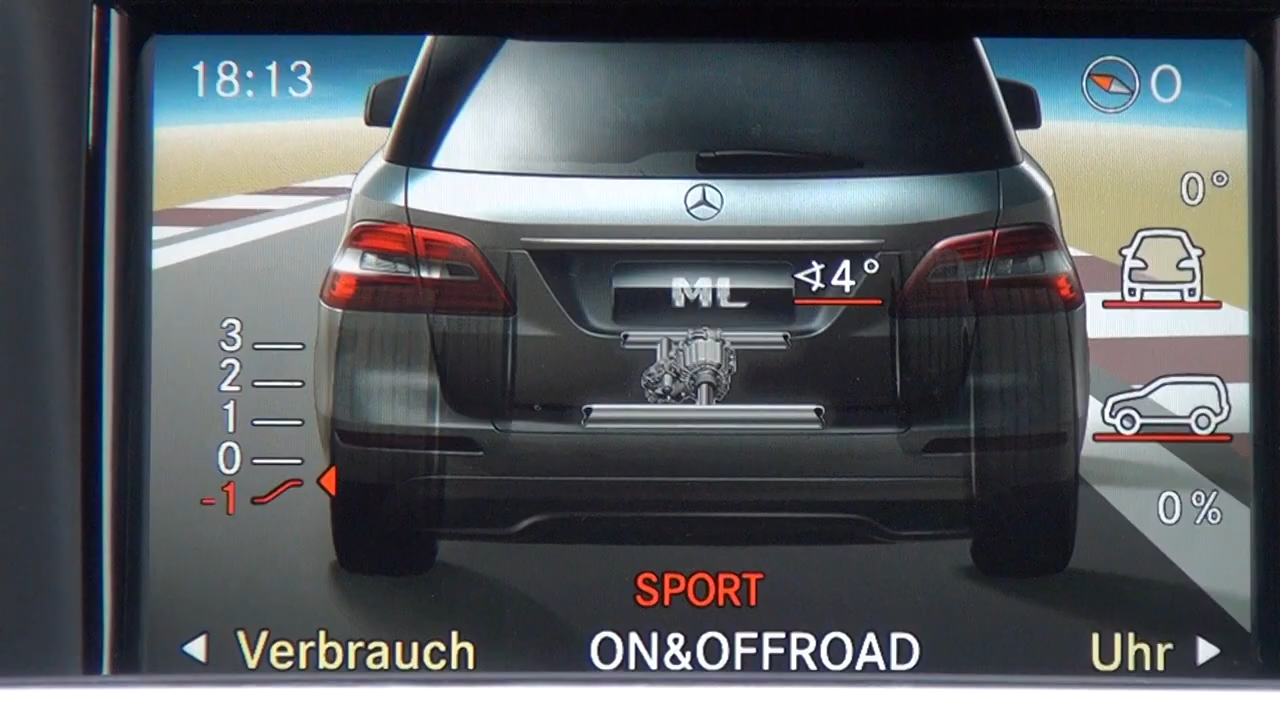 18:13
0
0°
ML
∢4°
3
2
1
0
-1
0%
SPORT
Verbrauch
ON&OFFROAD
Uhr